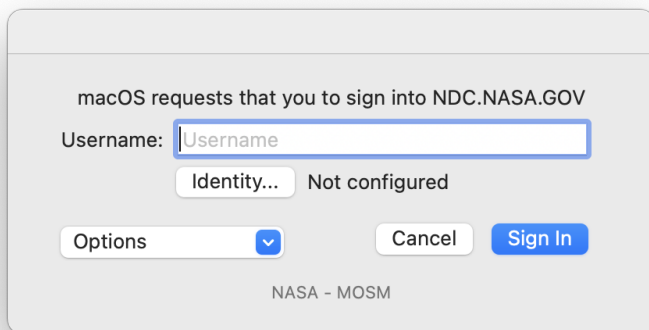 macOS requests that you to sign into NDC.NASA.GOV
Username: Username
Identity... Not configured
Options Cancel Sign In
NASA - MOSM